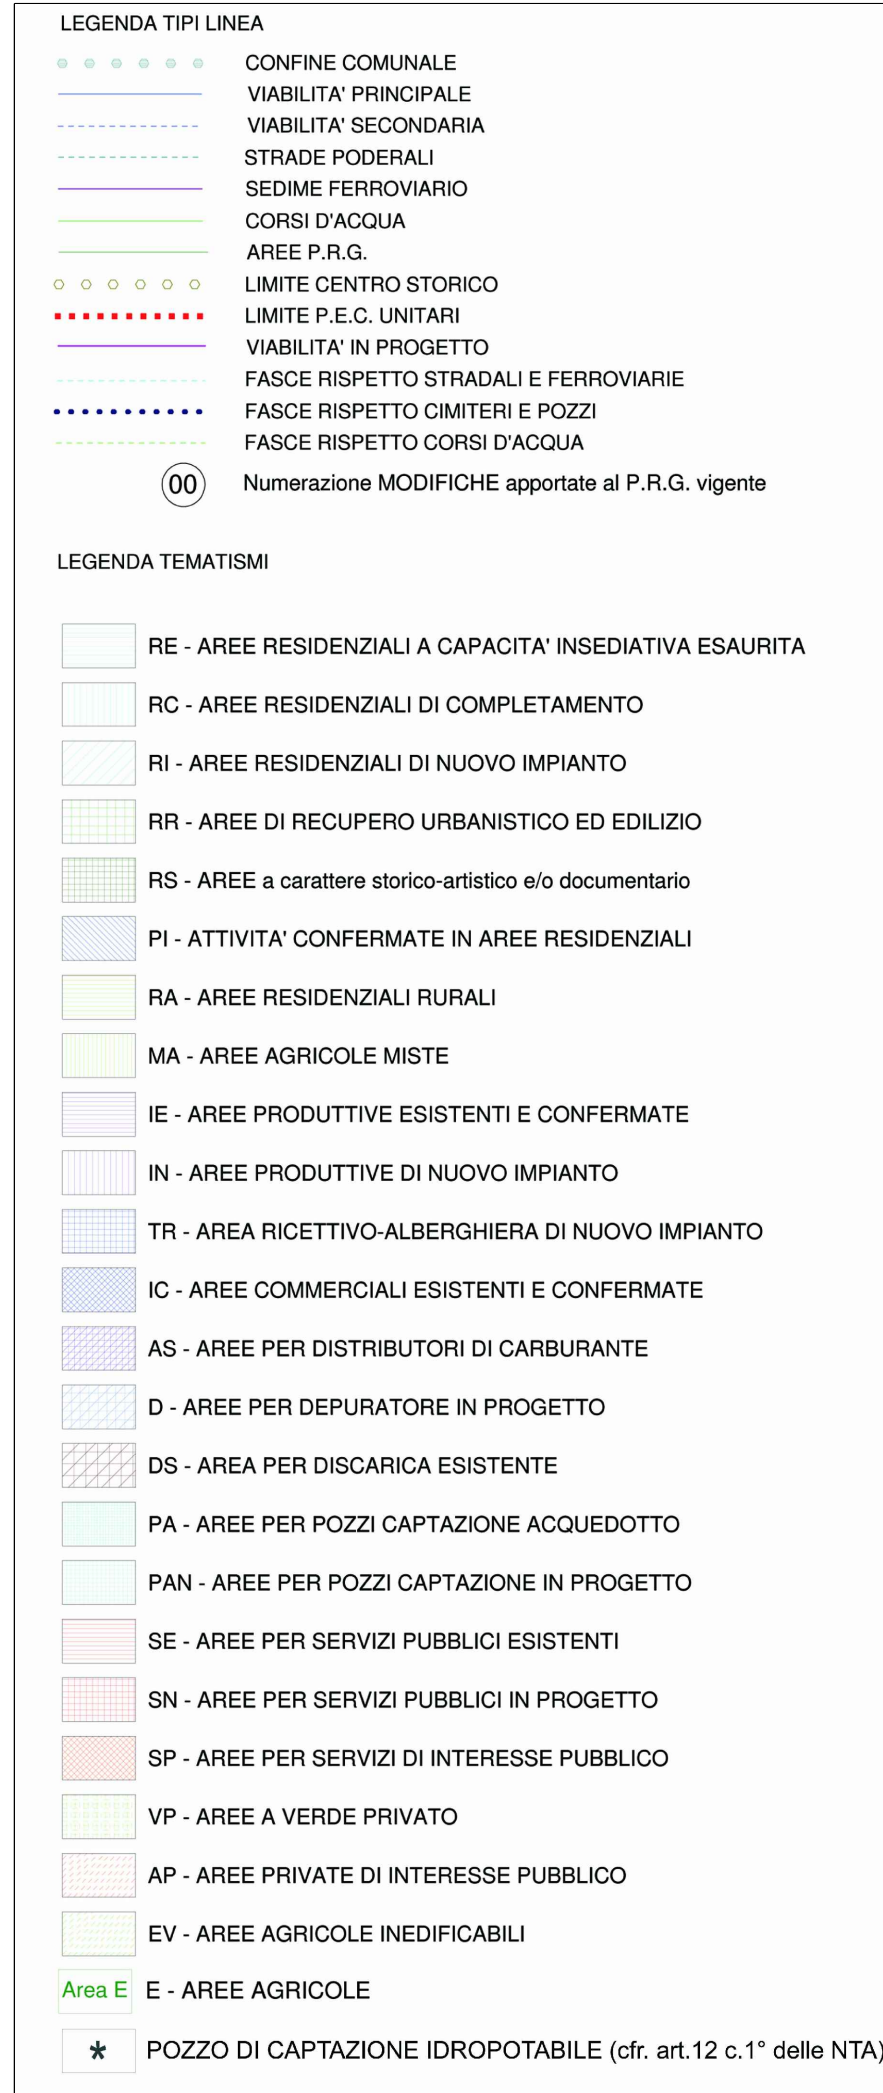 LEGENDA TIPI LINEA
CONFINE COMUNALE
VIABILITA' PRINCIPALE
VIABILITA' SECONDARIA
STRADE PODERALI
SEDIME FERROVIARIO
CORSI D'ACQUA
AREE P.R.G.
LIMITE CENTRO STORICO
LIMITE P.E.C. UNITARI
VIABILITA' IN PROGETTO
FASCE RISPETTO STRADALI E FERROVIARIE
FASCE RISPETTO CIMITERI E POZZI
FASCE RISPETTO CORSI D'ACQUA
00 Numerazione MODIFICHE apportate al P.R.G. vigente
LEGENDA TEMATISMI
RE - AREE RESIDENZIALI A CAPACITA' INSEDIATIVA ESAURITA
RC - AREE RESIDENZIALI DI COMPLETAMENTO
RI - AREE RESIDENZIALI DI NUOVO IMPIANTO
RR - AREE DI RECUPERO URBANISTICO ED EDILIZIO
RS - AREE a carattere storico-artistico e/o documentario
PI - ATTIVITA' CONFERMATE IN AREE RESIDENZIALI
RA - AREE RESIDENZIALI RURALI
MA - AREE AGRICOLE MISTE
IE - AREE PRODUTTIVE ESISTENTI E CONFERMATE
IN - AREE PRODUTTIVE DI NUOVO IMPIANTO
TR - AREA RICETTIVO-ALBERGHIERA DI NUOVO IMPIANTO
IC - AREE COMMERCIALI ESISTENTI E CONFERMATE
AS - AREE PER DISTRIBUTORI DI CARBURANTE
D - AREE PER DEPURATORE IN PROGETTO
DS - AREA PER DISCARICA ESISTENTE
PA - AREE PER POZZI CAPTAZIONE ACQUEDOTTO
PAN - AREE PER POZZI CAPTAZIONE IN PROGETTO
SE - AREE PER SERVIZI PUBBLICI ESISTENTI
SN - AREE PER SERVIZI PUBBLICI IN PROGETTO
SP - AREE PER SERVIZI DI INTERESSE PUBBLICO
VP - AREE A VERDE PRIVATO
AP - AREE PRIVATE DI INTERESSE PUBBLICO
EV - AREE AGRICOLE INEDIFICABILI
Area E E - AREE AGRICOLE
* POZZO DI CAPTAZIONE IDROPOTABILE (cfr. art.12 c.1° delle NTA)